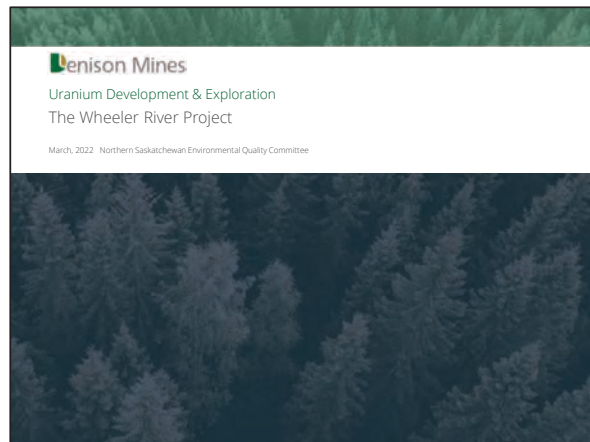 Denison Mines
Uranium Development & Exploration
The Wheeler River Project
March, 2022 Northern Saskatchewan Environmental Quality Committee